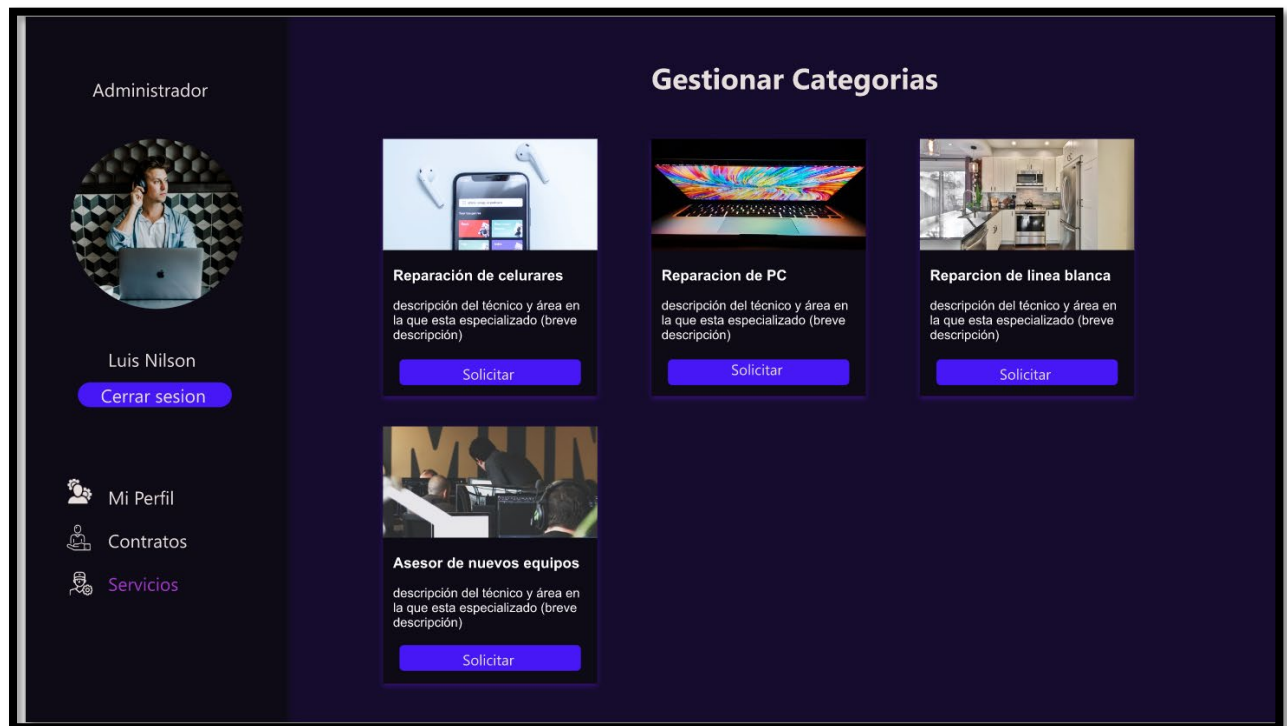 Administrador
Luis Nilson
Cerrar sesion
Mi Perfil
Contratos
Servicios
Gestionar Categorias
Reparación de celurares
descripción del técnico y área en
la que esta especializado (breve
descripción)
Solicitar
Reparacion de PC
descripción del técnico y área en
la que esta especializado (breve
descripción)
Solicitar
Reparcion de linea blanca
descripción del técnico y área en
la que esta especializado (breve
descripción)
Solicitar
Asesor de nuevos equipos
descripción del técnico y área en
la que esta especializado (breve
descripción)
Solicitar